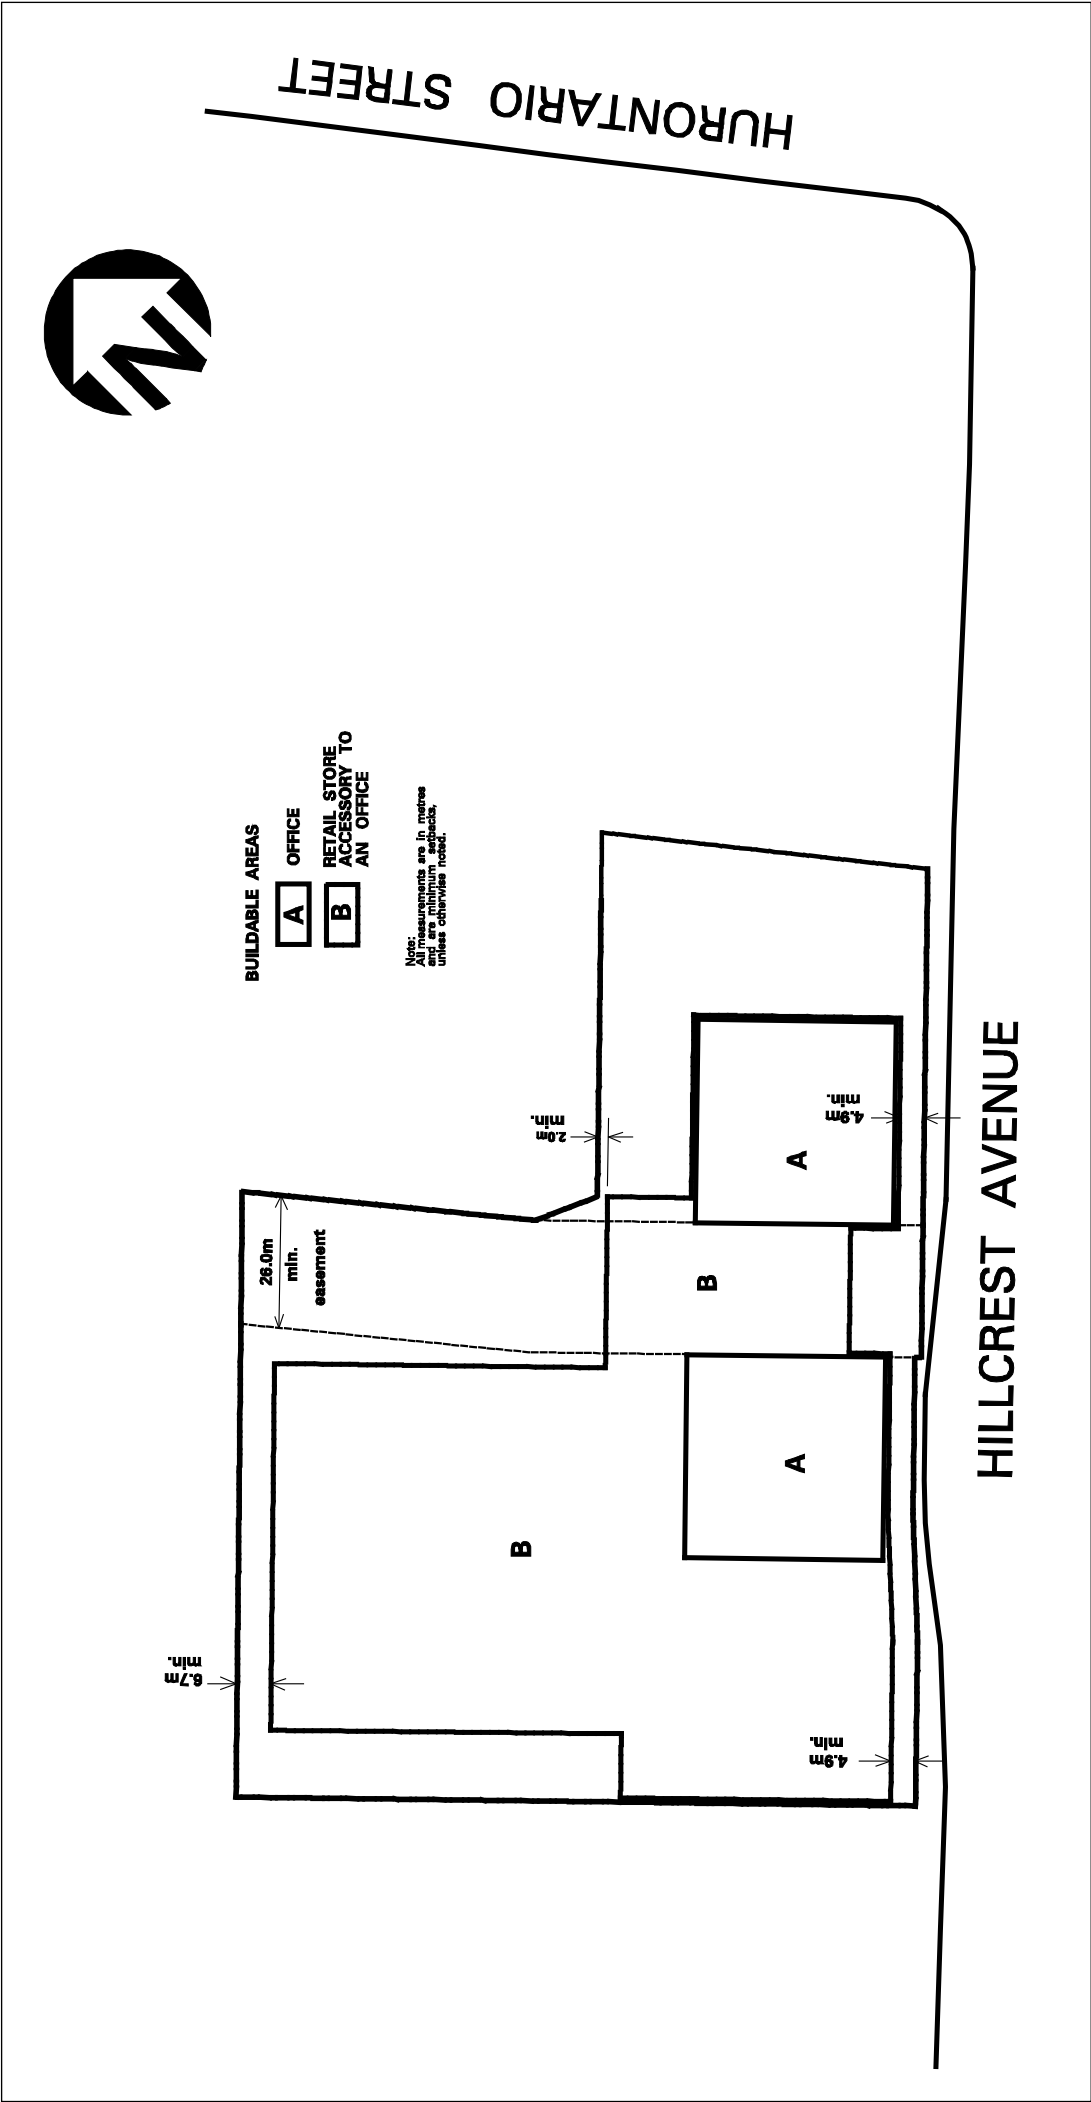 HURONTARIO STREET
N
BUILDABLE AREAS
A OFFICE
B RETAIL STORE
ACCESSORY TO
AN OFFICE
Note:
All measurements are in metres
and are minimum setbacks,
unless otherwise noted.
26.0m
min.
easement
2.0m
min.
4.9m
min.
A
B
A
B
6.7m
min.
4.9m
min.
HILLCREST AVENUE